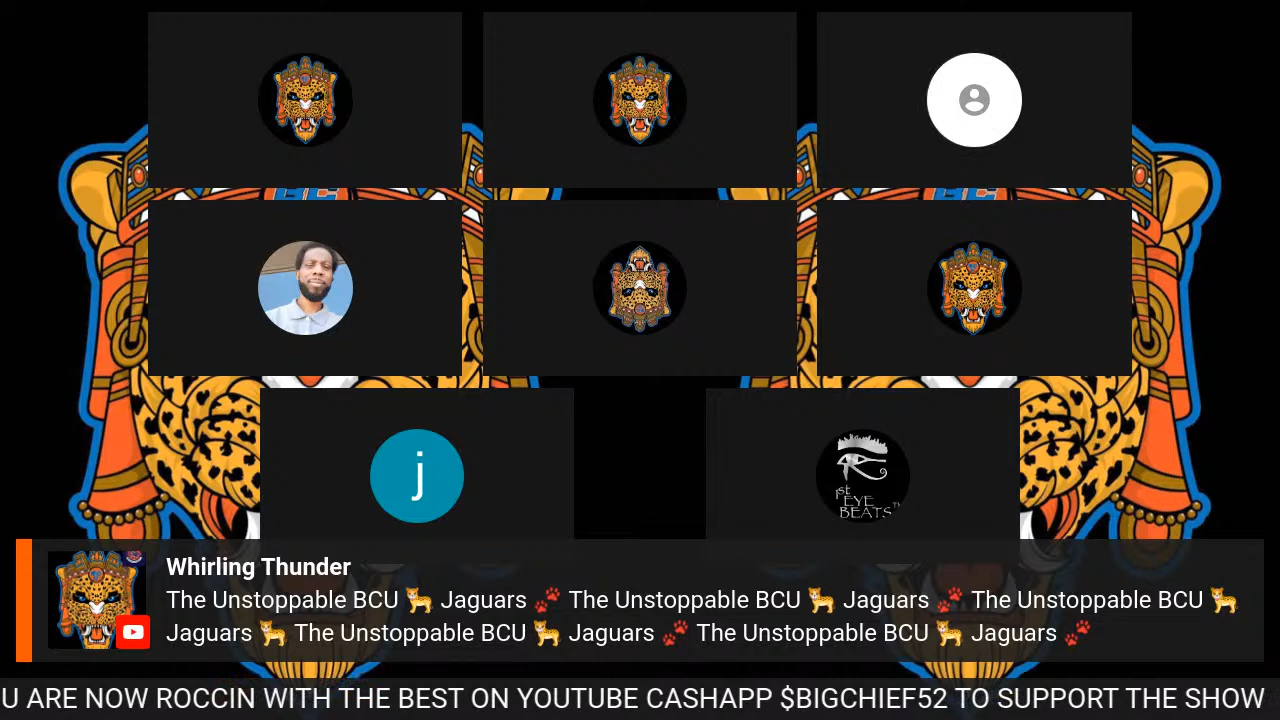 j
1st
EYE
BEATS
Whirling Thunder
The Unstoppable BCU 🐆 Jaguars 🐾 The Unstoppable BCU 🐆 Jaguars 🐾 The Unstoppable BCU 🐆
Jaguars 🐆 The Unstoppable BCU 🐆 Jaguars 🐾 The Unstoppable BCU 🐆 Jaguars 🐾
U ARE NOW ROCCIN WITH THE BEST ON YOUTUBE CASHAPP $BIGCHIEF52 TO SUPPORT THE SHOW